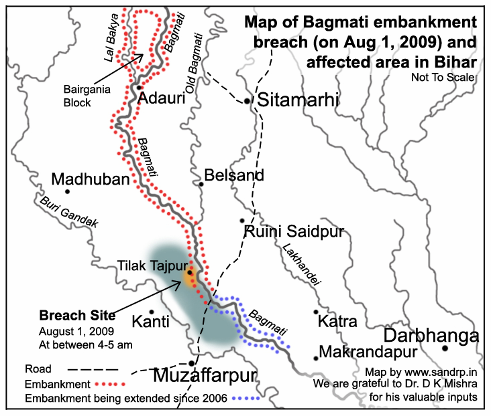 Map of Bagmati embankment
breach (on Aug 1, 2009) and
affected area in Bihar
Not To Scale
Lal Bakya
Bagmati
Old Bagmati
Bairgania
Block
Adauri
Sitamarhi
Bagmati
Madhuban
Belsand
Buri Gandak
Ruini Saidpur
Lakhandei
Tilak Tajpur
Breach Site
August 1, 2009
At between 4-5 am
Kanti
Bagmati
Katra
Darbhanga
Makrandapur
Muzaffarpur
Road
Embankment
Embankment being extended since 2006
Map by www.sandrp.in
We are grateful to Dr. D K Mishra
for his valuable inputs